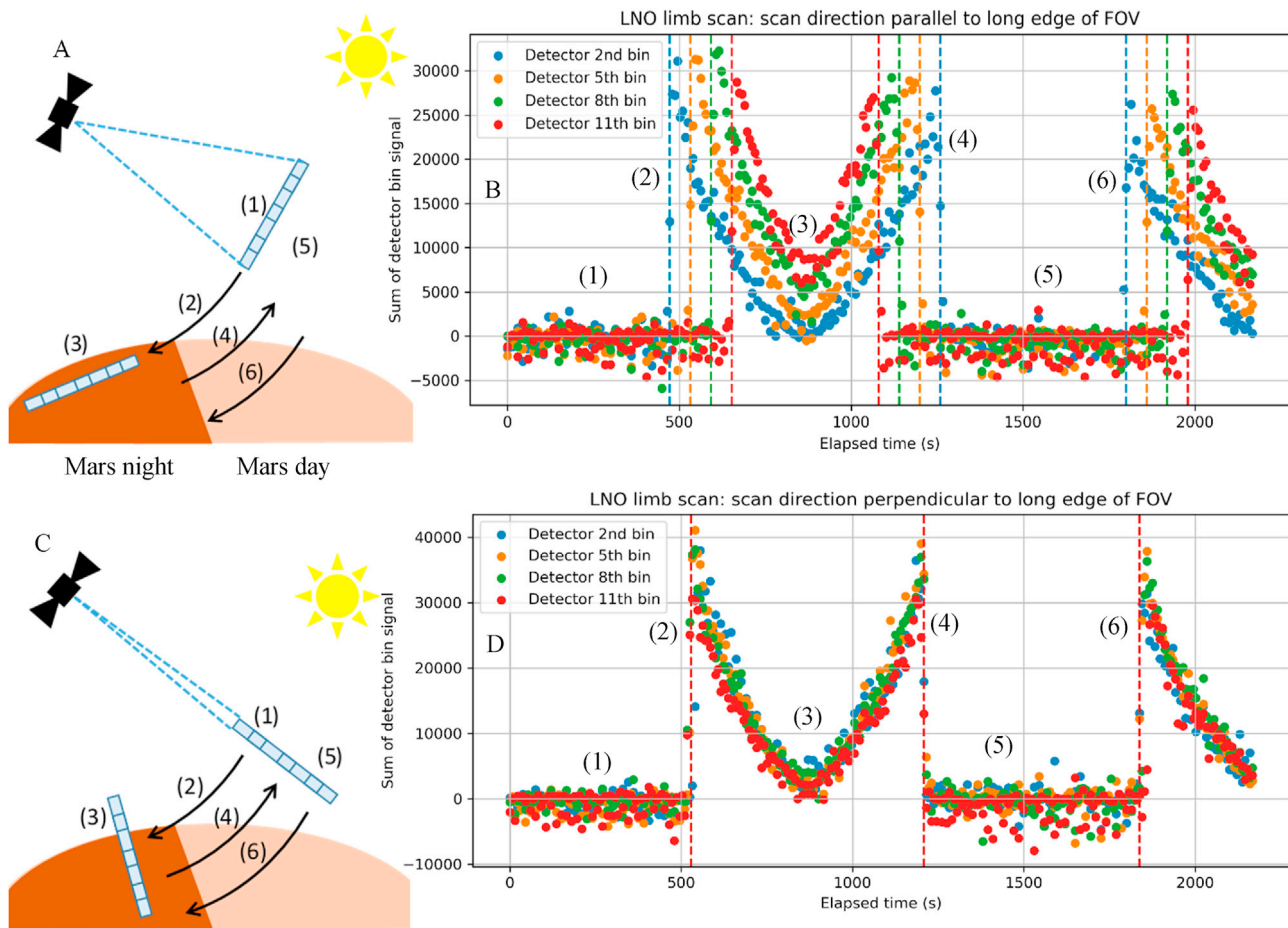 A
(1)
(5)
(2)
(4)
(3)
(6)
Mars night
Mars day
LNO limb scan: scan direction parallel to long edge of FOV
Detector 2nd bin
Detector 5th bin
Detector 8th bin
Detector 11th bin
B
Sum of detector bin signal
30000
25000
20000
15000
10000
5000
0
−5000
(1)
(2)
(3)
(4)
(5)
(6)
0
500
1000
1500
2000
Elapsed time (s)
C
(1)
(5)
(2)
(3)
(4)
(6)
LNO limb scan: scan direction perpendicular to long edge of FOV
Detector 2nd bin
Detector 5th bin
Detector 8th bin
Detector 11th bin
D
Sum of detector bin signal
40000
30000
20000
10000
0
−10000
(1)
(2)
(3)
(4)
(5)
(6)
0
500
1000
1500
2000
Elapsed time (s)